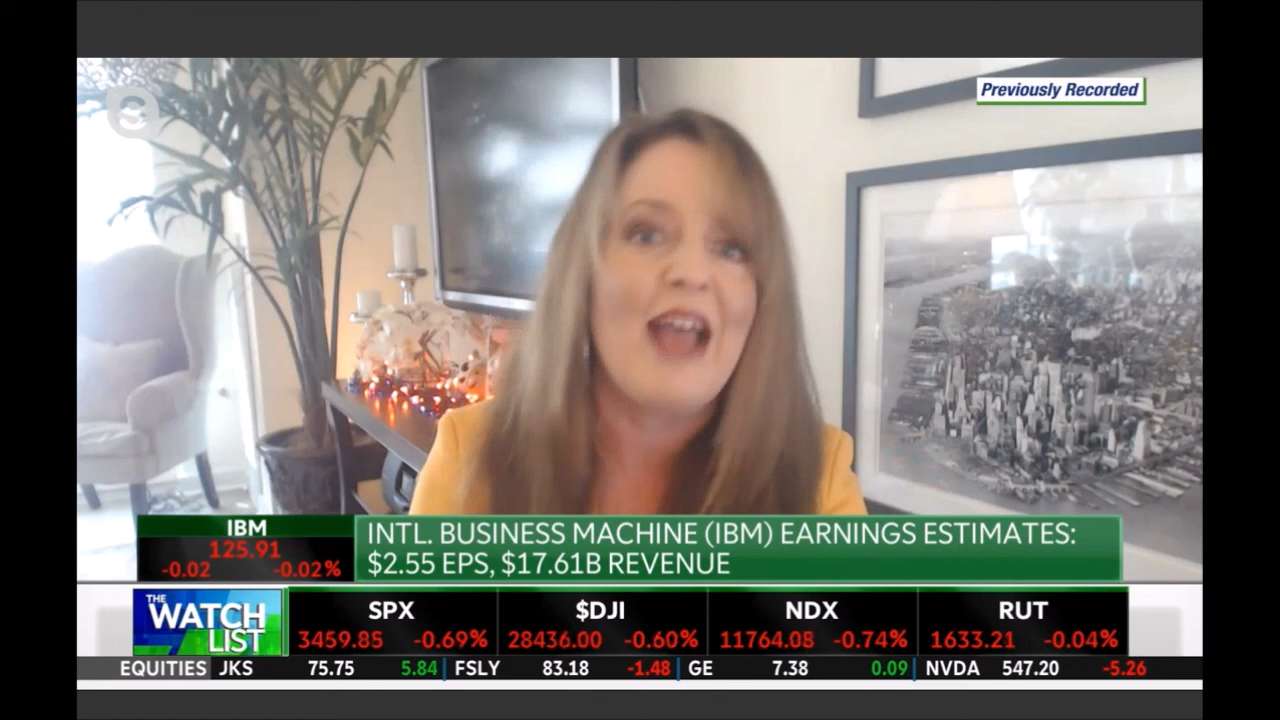 Previously Recorded
IBM
125.91
-0.02 -0.02%
INTL. BUSINESS MACHINE (IBM) EARNINGS ESTIMATES:
$2.55 EPS, $17.61B REVENUE
THE
WATCH
LIST
SPX
3459.85 -0.69%
$DJI
28436.00 -0.60%
NDX
11764.08 -0.74%
RUT
1633.21 -0.04%
EQUITIES JKS 75.75 5.84 FSLY 83.18 -1.48 GE 7.38 0.09 NVDA 547.20 -5.26